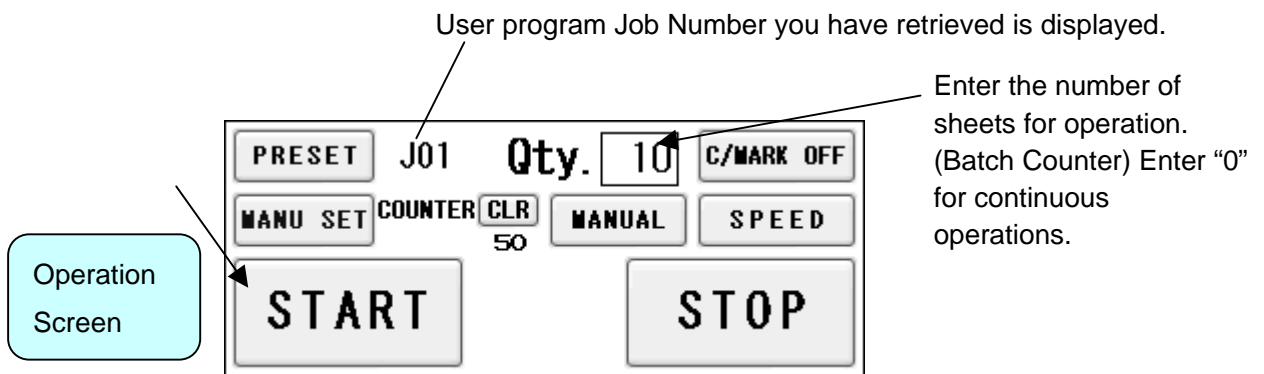 User program Job Number you have retrieved is displayed.
Enter the number of
sheets for operation.
(Batch Counter) Enter “0”
for continuous
operations.
PRESET J01 Qty. 10 C/MARK OFF
MANU SET COUNTER CLR MANUAL SPEED
50
START STOP
Operation
Screen